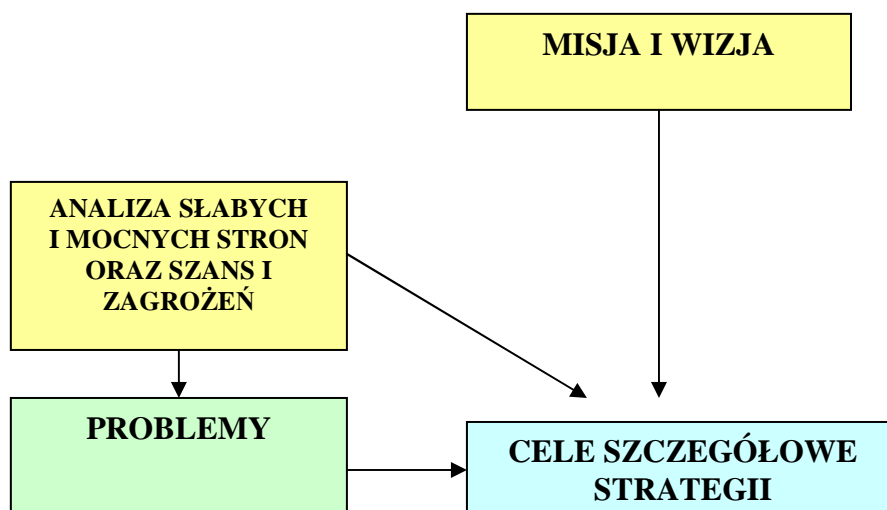 MISJA I WIZJA
ANALIZA SŁABYCH
I MOCNYCH STRON
ORAZ SZANS I
ZAGROŻEŃ
PROBLEMY
CELE SZCZEGÓŁOWE
STRATEGII